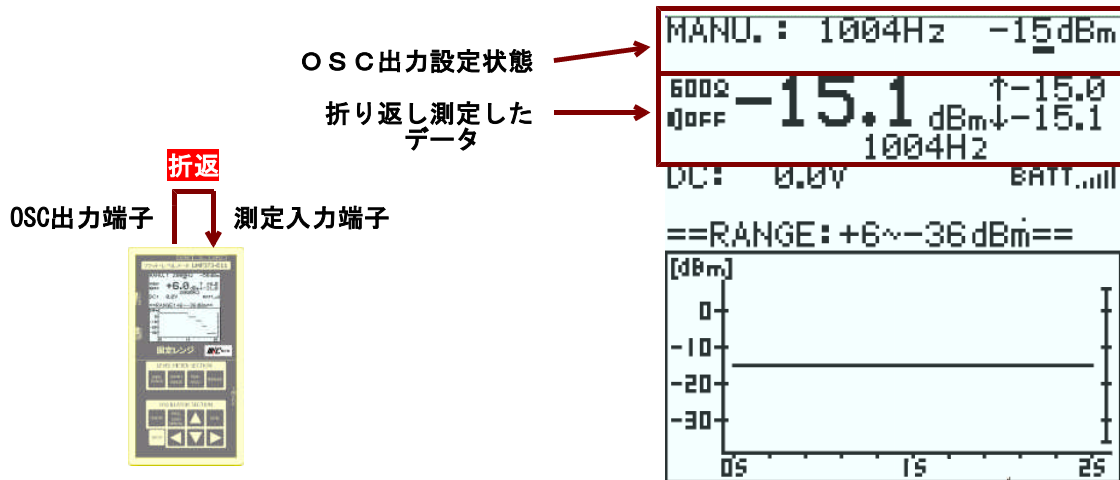 OSC出力設定状態
折り返し測定した
データ
折返
OSC出力端子
測定入力端子
固定レンジ
MANU.: 1004Hz -15dBm
600Ω -15.1 dBm ↑-15.0
OFF ↓-15.1
1004Hz
DC: 0.0V BATT.
==RANGE:+6~-36dBm==
[dBm]
0
-10
-20
-30
0S 1S 2S